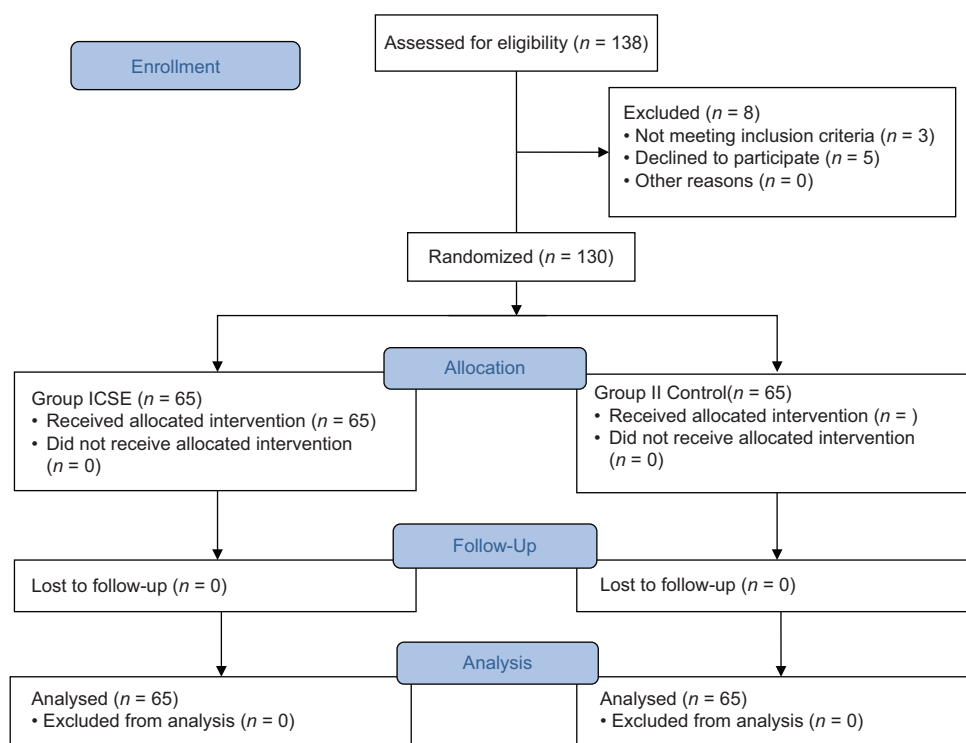 Assessed for eligibility (n = 138)
Enrollment
Excluded (n = 8)
• Not meeting inclusion criteria (n = 3)
• Declined to participate (n = 5)
• Other reasons (n = 0)
Randomized (n = 130)
Allocation
Group ICSE (n = 65)
• Received allocated intervention (n = 65)
• Did not receive allocated intervention
(n = 0)
Group II Control(n = 65)
• Received allocated intervention (n = )
• Did not receive allocated intervention
(n = 0)
Follow-Up
Lost to follow-up (n = 0)
Lost to follow-up (n = 0)
Analysis
Analysed (n = 65)
• Excluded from analysis (n = 0)
Analysed (n = 65)
• Excluded from analysis (n = 0)